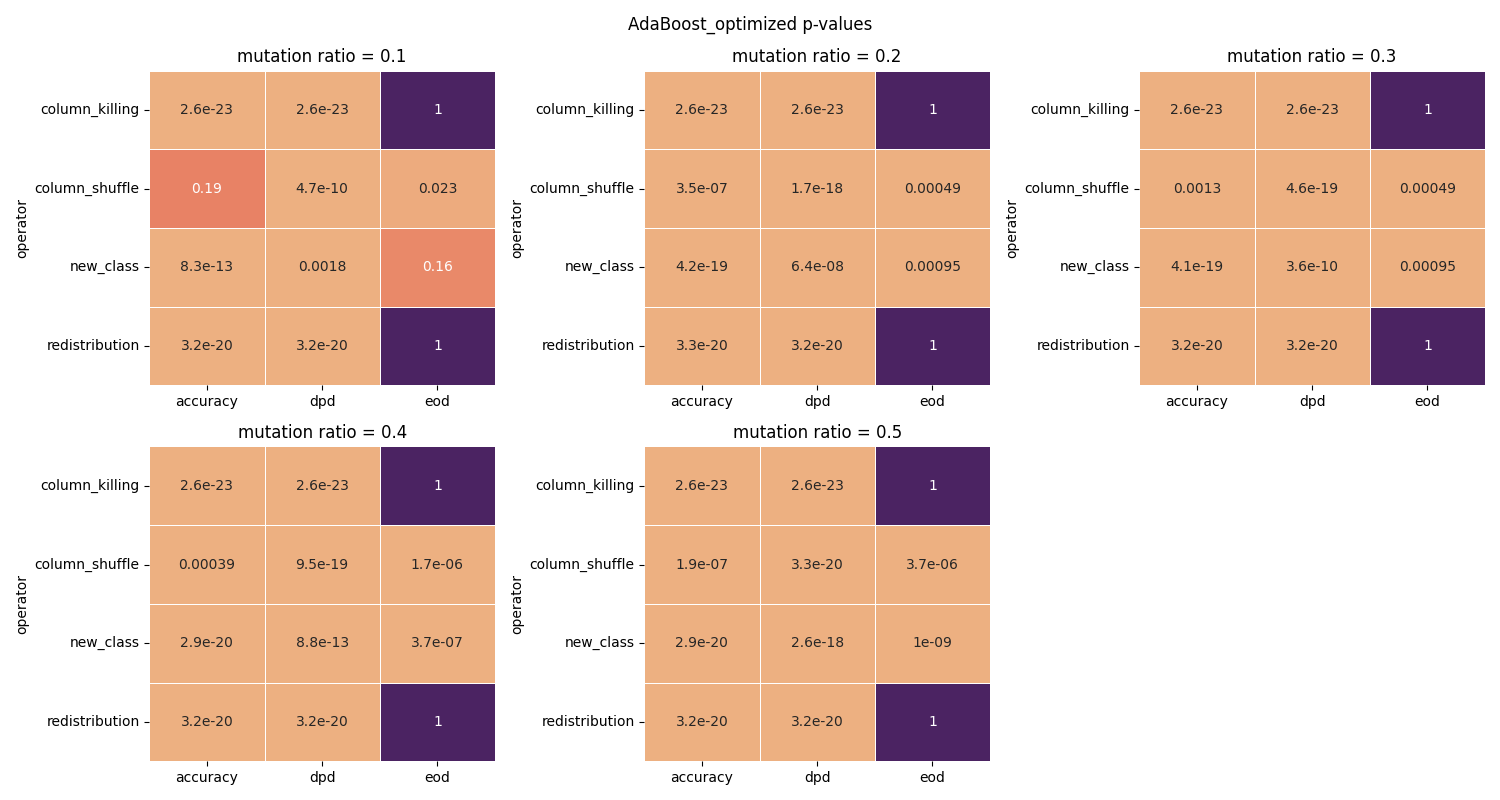 AdaBoost_optimized p-values
mutation ratio = 0.1
column_killing 2.6e-23 2.6e-23 1
column_shuffle 0.19 4.7e-10 0.023
new_class 8.3e-13 0.0018 0.16
redistribution 3.2e-20 3.2e-20 1
operator
accuracy dpd eod
mutation ratio = 0.2
column_killing 2.6e-23 2.6e-23 1
column_shuffle 3.5e-07 1.7e-18 0.00049
new_class 4.2e-19 6.4e-08 0.00095
redistribution 3.3e-20 3.2e-20 1
operator
accuracy dpd eod
mutation ratio = 0.3
column_killing 2.6e-23 2.6e-23 1
column_shuffle 0.0013 4.6e-19 0.00049
new_class 4.1e-19 3.6e-10 0.00095
redistribution 3.2e-20 3.2e-20 1
operator
accuracy dpd eod
mutation ratio = 0.4
column_killing 2.6e-23 2.6e-23 1
column_shuffle 0.00039 9.5e-19 1.7e-06
new_class 2.9e-20 8.8e-13 3.7e-07
redistribution 3.2e-20 3.2e-20 1
operator
accuracy dpd eod
mutation ratio = 0.5
column_killing 2.6e-23 2.6e-23 1
column_shuffle 1.9e-07 3.3e-20 3.7e-06
new_class 2.9e-20 2.6e-18 1e-09
redistribution 3.2e-20 3.2e-20 1
operator
accuracy dpd eod